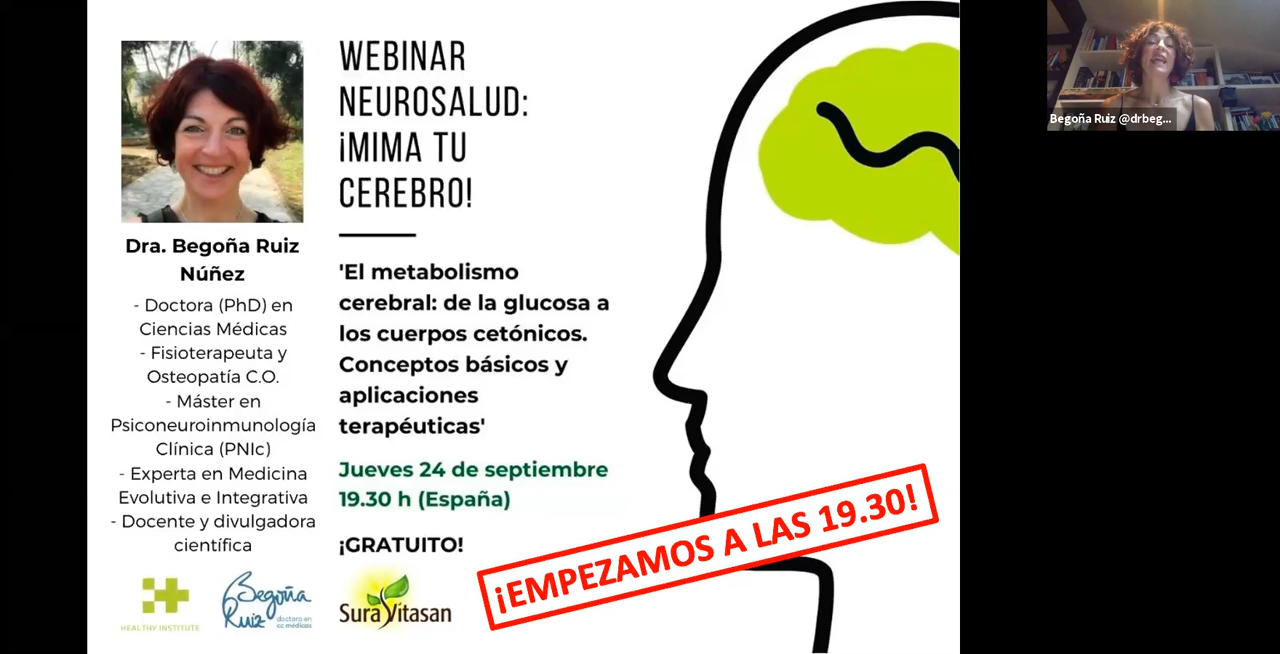 WEBINAR
NEUROSALUD:
¡MIMA TU
CEREBRO!
Dra. Begoña Ruiz
Núñez
- Doctora (PhD) en
Ciencias Médicas
- Fisioterapeuta y
Osteopatía C.O.
- Máster en
Psiconeuroinmunología
Clínica (PNIc)
- Experta en Medicina
Evolutiva e Integrativa
- Docente y divulgadora
científica
'El metabolismo
cerebral: de la glucosa a
los cuerpos cetónicos.
Conceptos básicos y
aplicaciones
terapéuticas'
Jueves 24 de septiembre
19.30 h (España)
¡GRATUITO!
¡EMPEZAMOS A LAS 19.30!
HEALTHY INSTITUTE
Begoña
Ruiz
doctora en
cc médicas
SuraVitasan
Begoña Ruiz @drbeg...